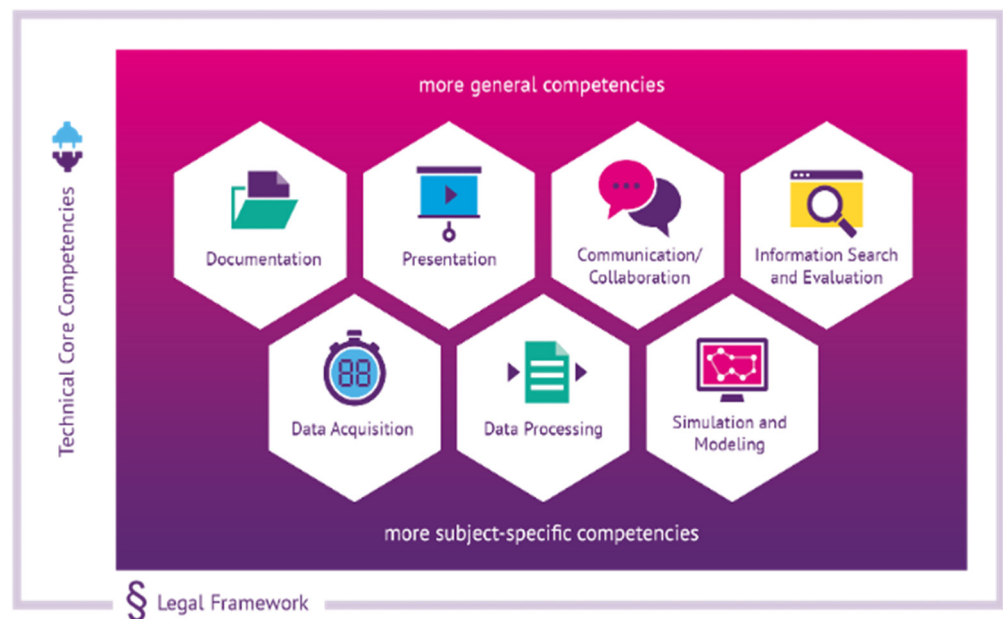 more general competencies
Documentation
Presentation
Communication/
Collaboration
Information Search
and Evaluation
88
Data Acquisition
Data Processing
Simulation and
Modeling
more subject-specific competencies
Technical Core Competencies
§ Legal Framework